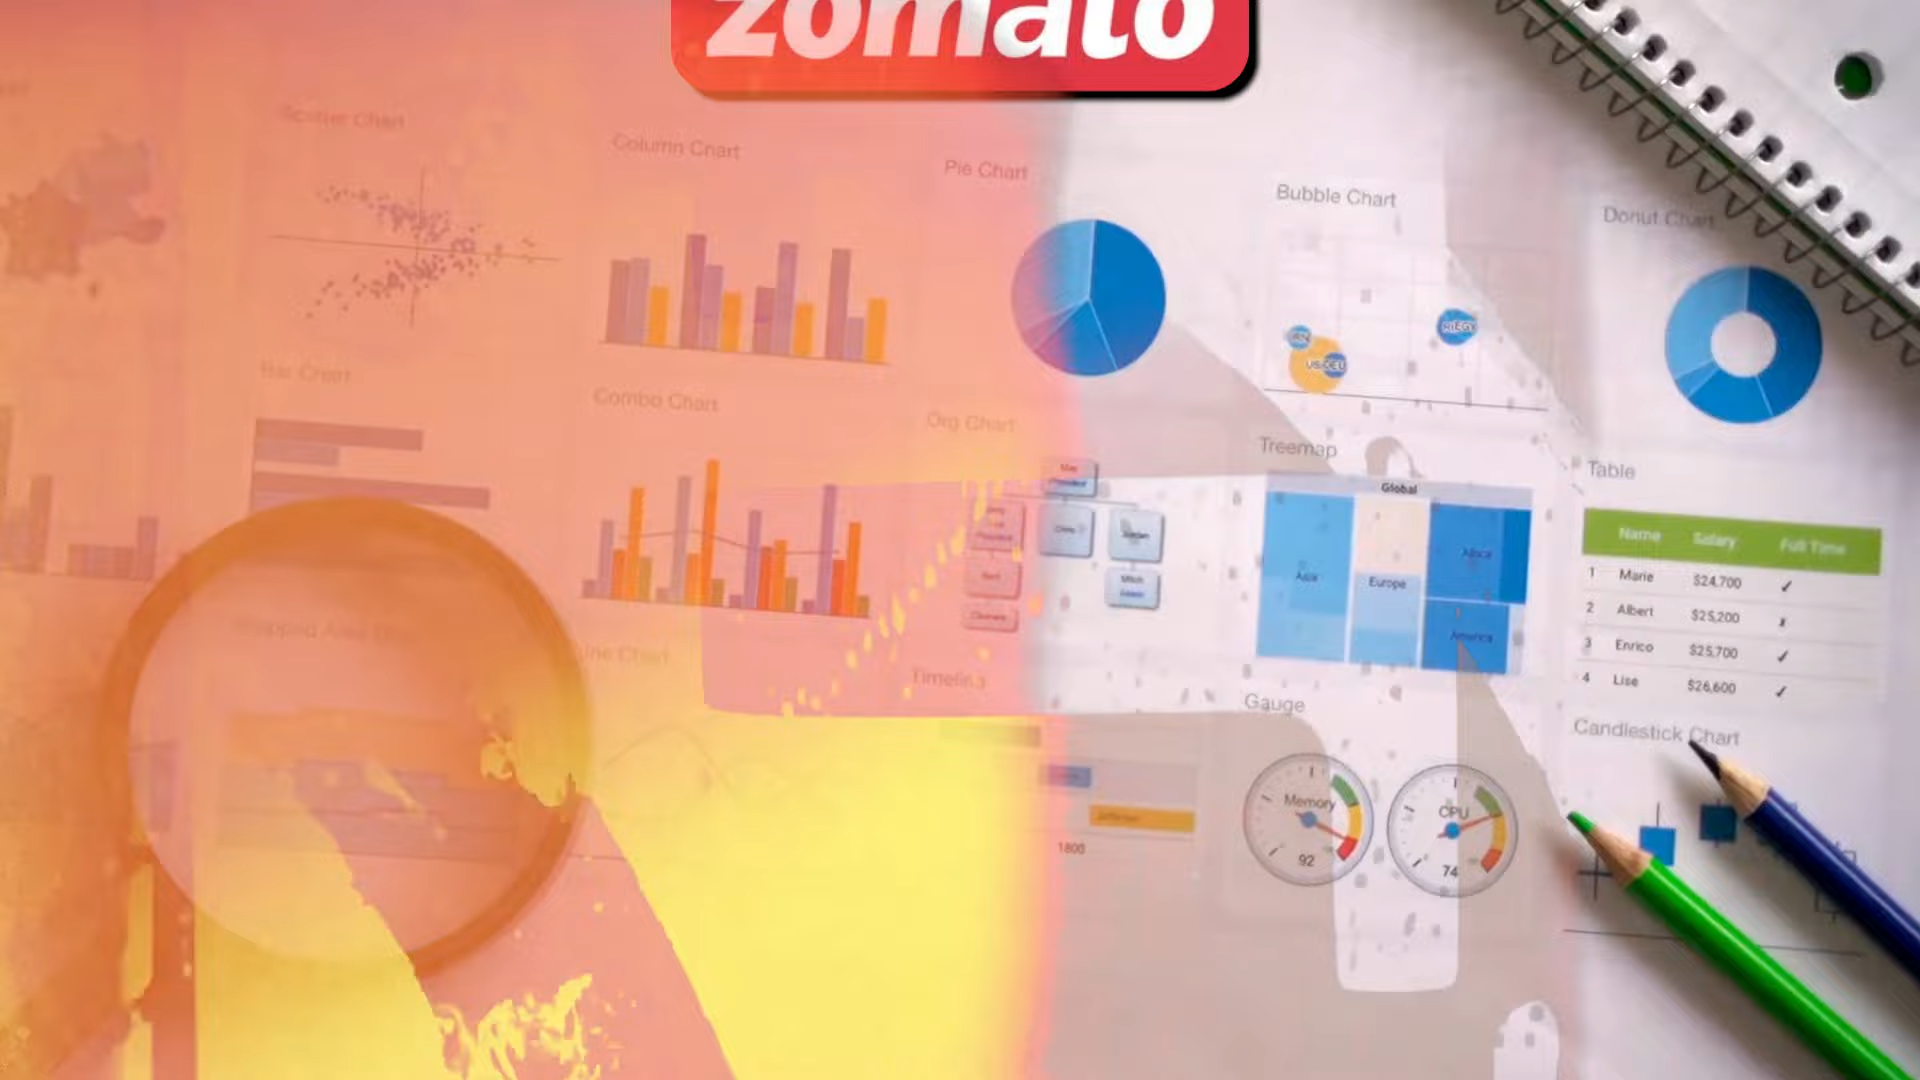 zomato
Scatter Chart
Column Chart
Pie Chart
Bubble Chart
Donut Chart
Bar Chart
Combo Chart
Org Chart
Treemap
Global
Asia
Europe
Africa
America
Table
Name Salary Full Time
1 Marie $24,700 ✓
2 Albert $25,200 x
3 Enrico $25,700 ✓
4 Lise $26,600 ✓
Line Chart
Timeline
1800
Gauge
Memory
92
CPU
74
Candlestick Chart